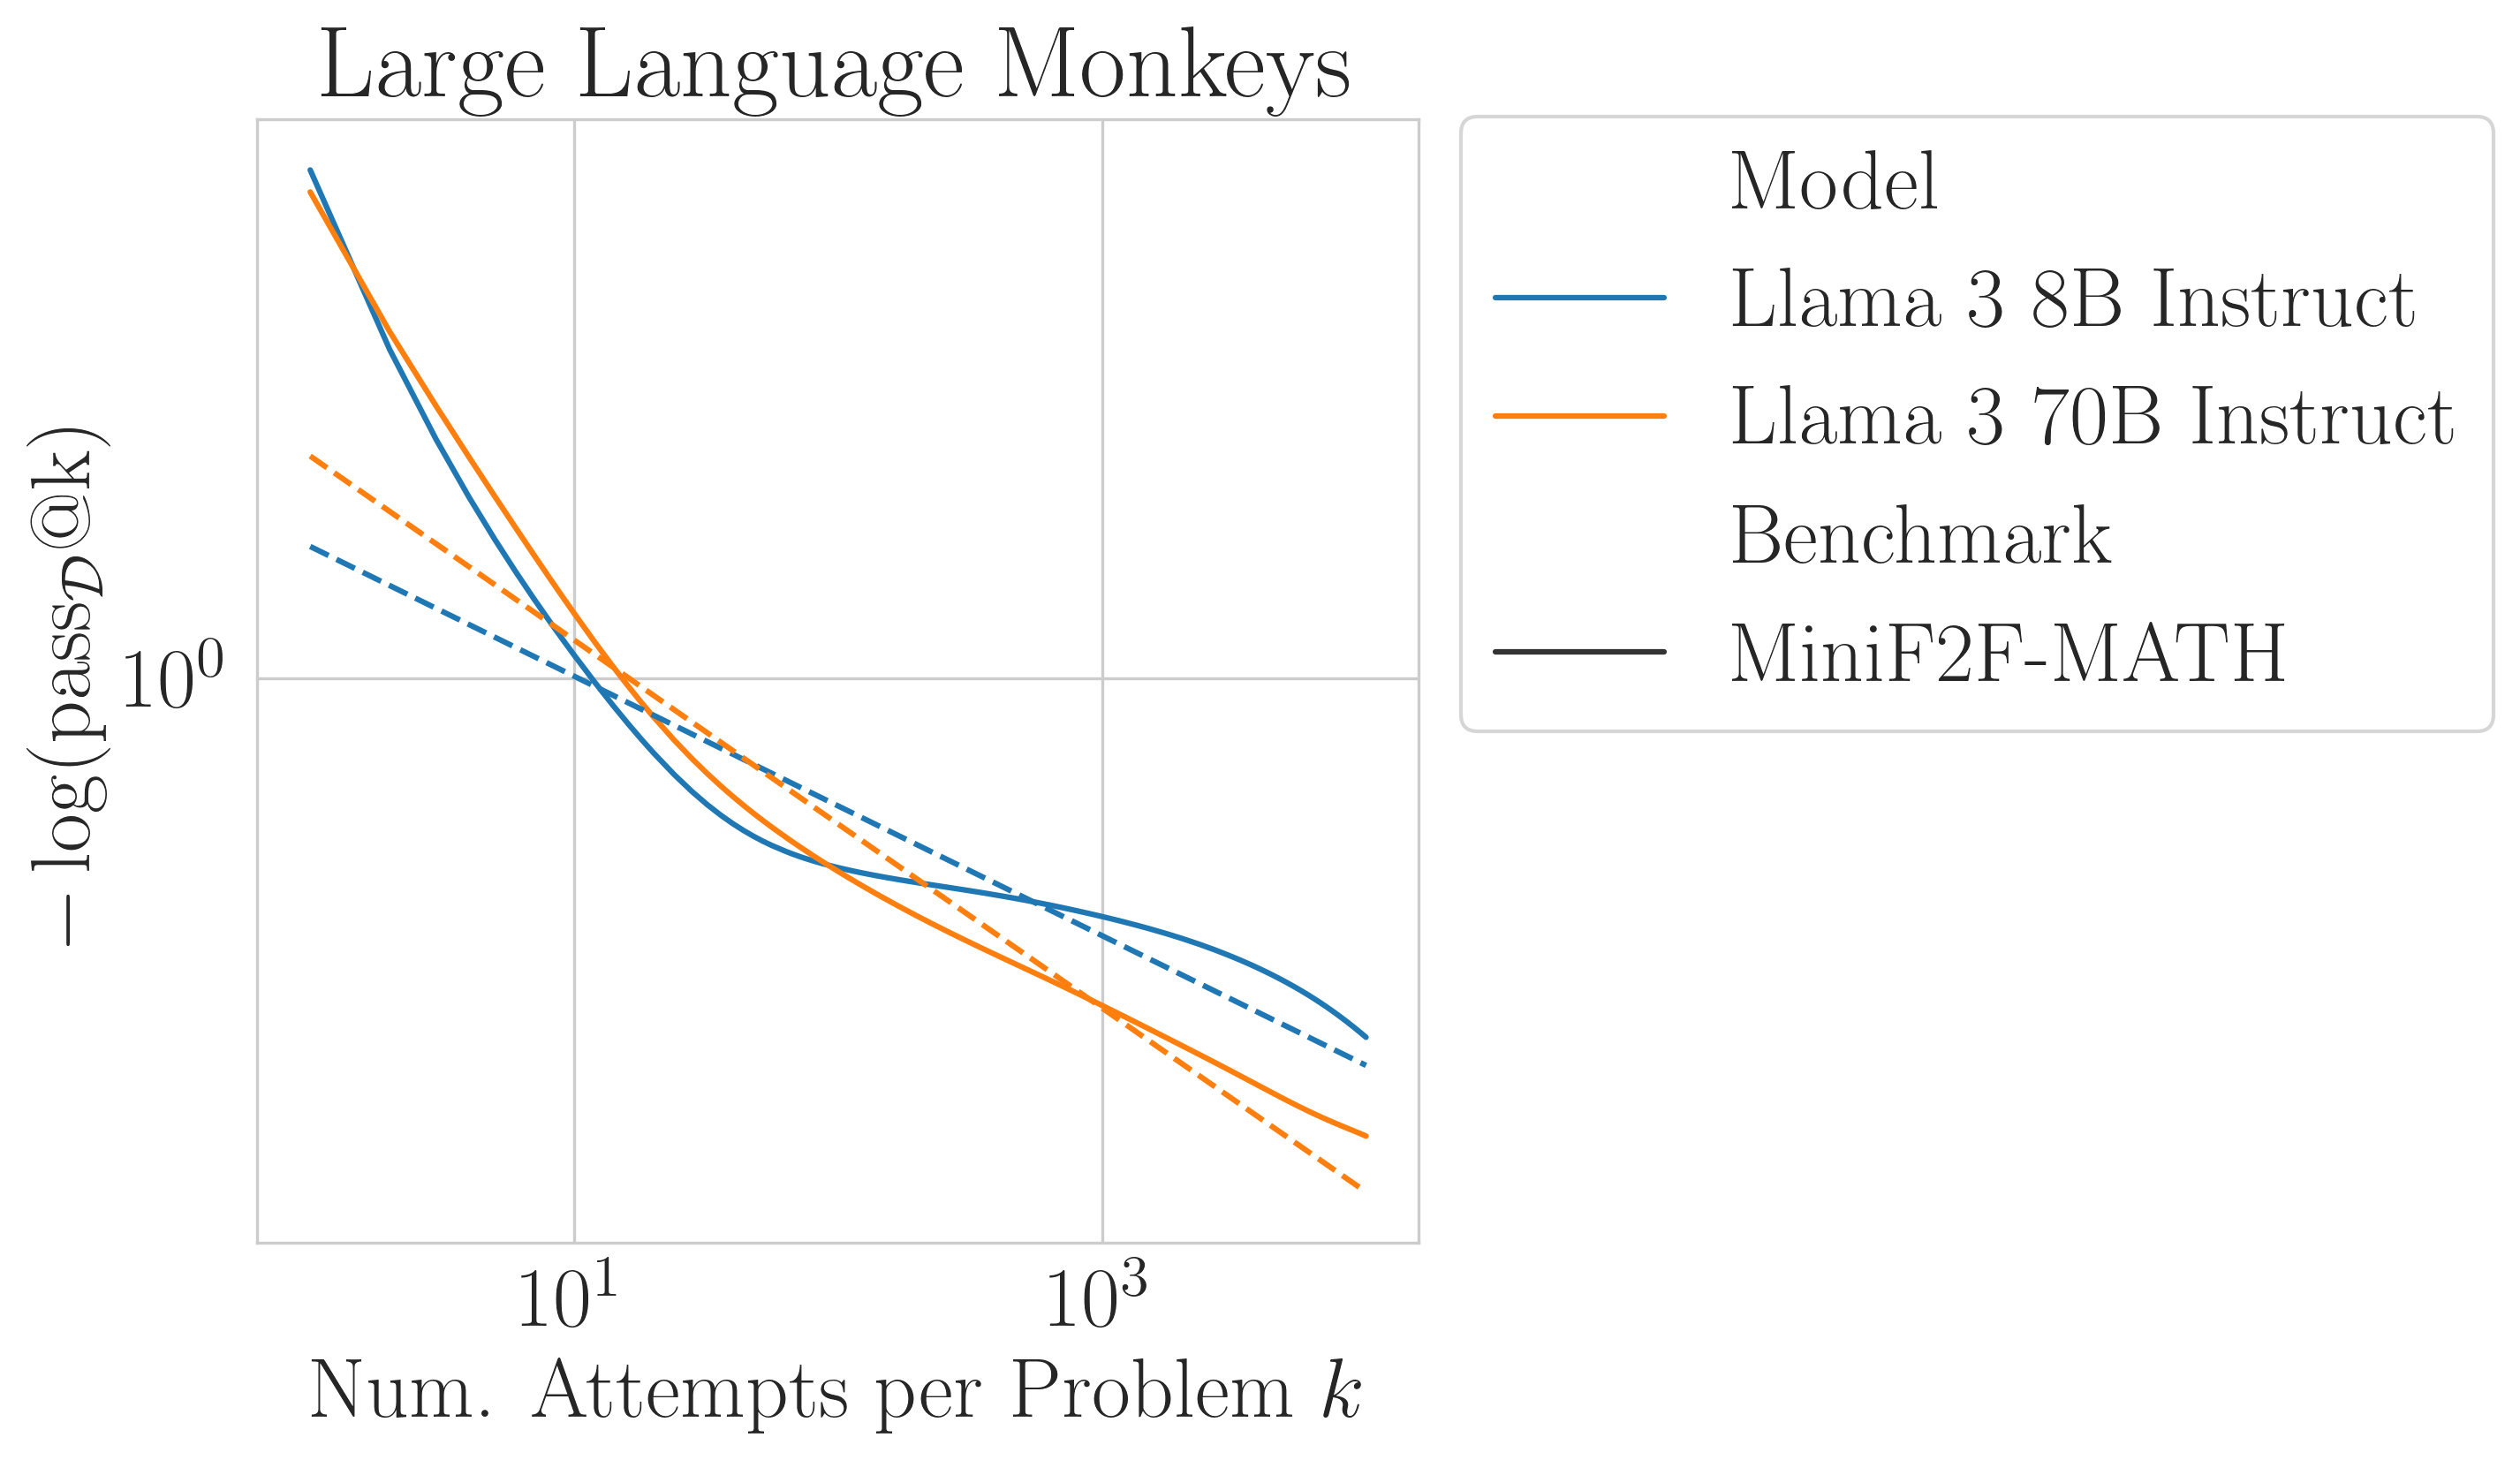 Large Language Monkeys
− log(pass𝒟@k)
10⁰
10¹ 10³
Num. Attempts per Problem k
Model
Llama 3 8B Instruct
Llama 3 70B Instruct
Benchmark
MiniF2F-MATH